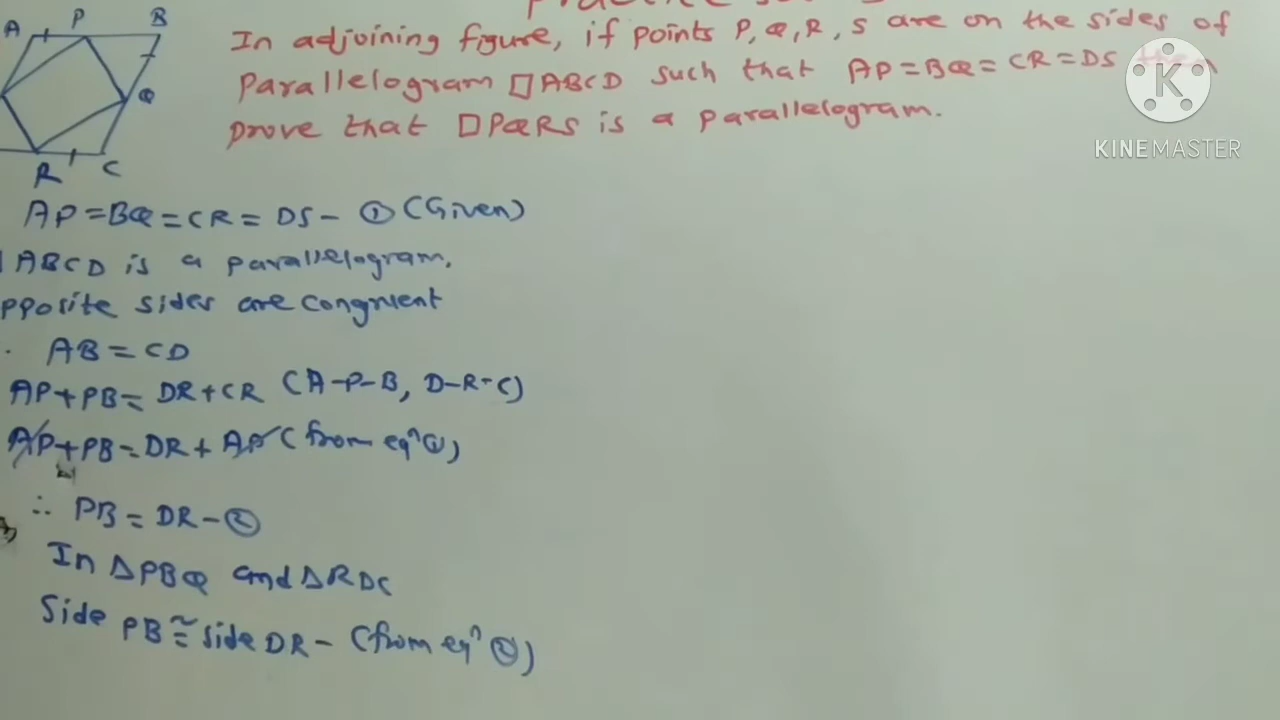 In adjoining figure, if points P, Q, R, S are on the sides of
Parallelogram □ABCD such that AP=BQ=CR=DS then
prove that □PQRS is a parallelogram.
A P B
Q
R C
K
KINEMASTER
AP=BQ=CR=DS- ① (Given)
ABCD is a parallelogram.
pposite sides are congruent
AB=CD
AP+PB=DR+CR (A-P-B, D-R-C)
AP+PB=DR+AP (from eqⁿ ①)
∴ PB=DR-②
In ΔPBQ and ΔRDS
Side PB≅side DR- (from eqⁿ ②)